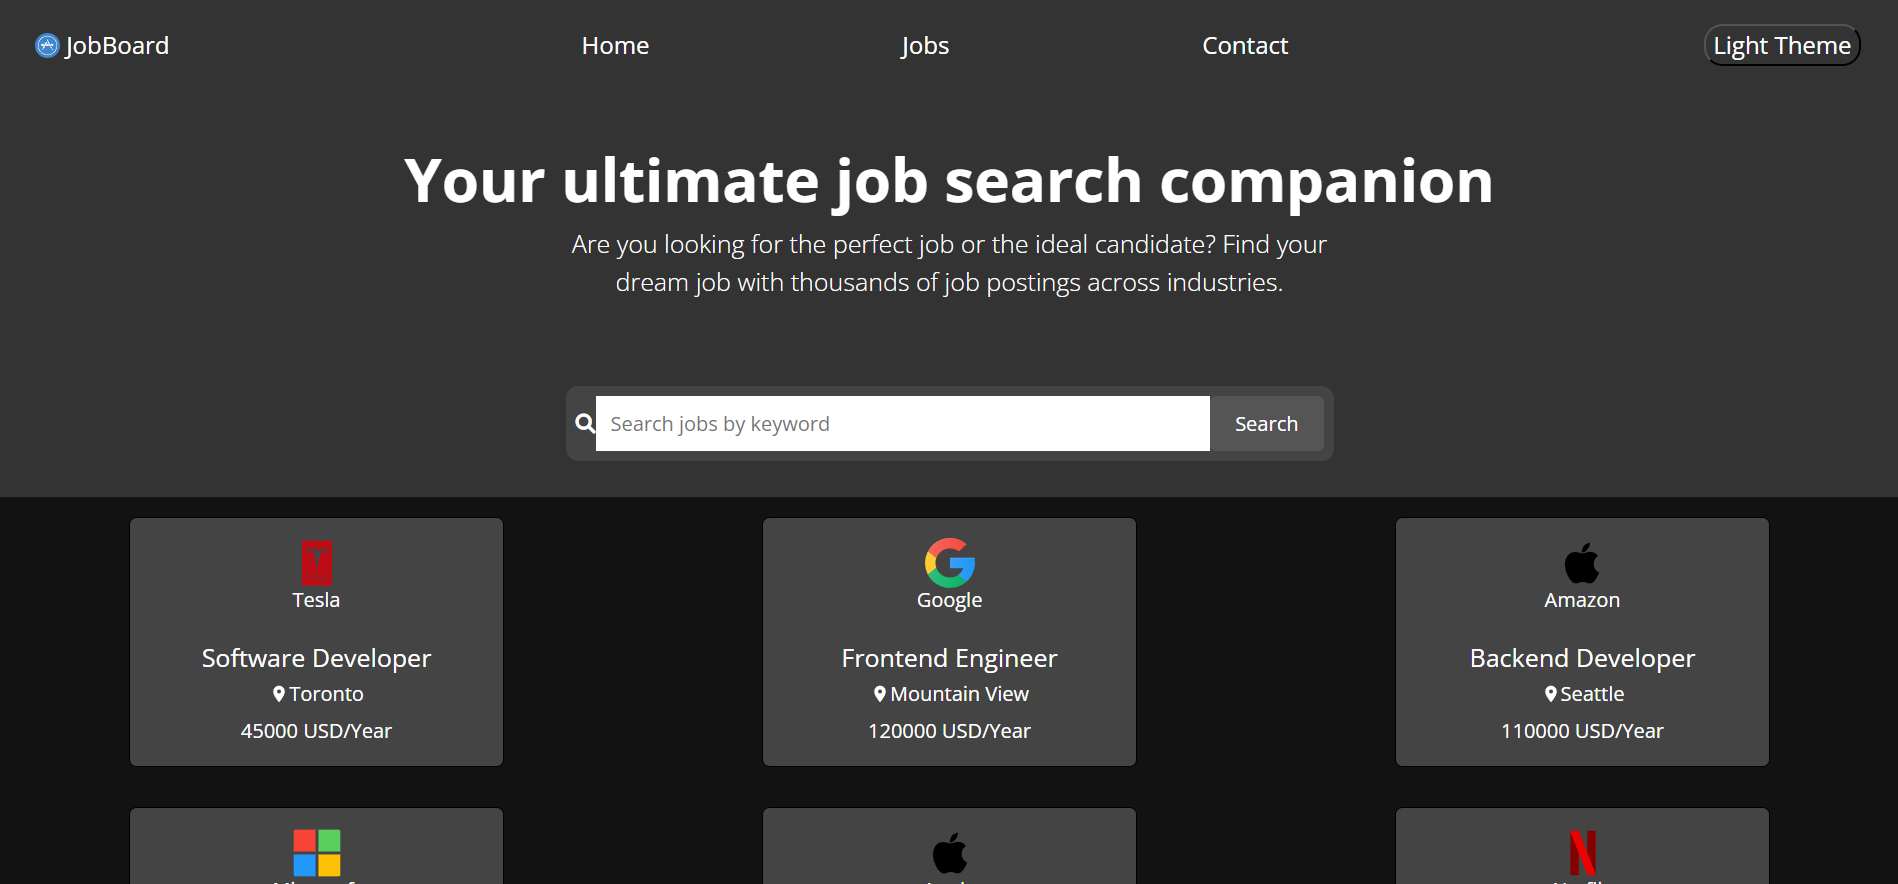 JobBoard
Home
Jobs
Contact
Light Theme
Your ultimate job search companion
Are you looking for the perfect job or the ideal candidate? Find your
dream job with thousands of job postings across industries.
Search jobs by keyword
Search
Tesla
Software Developer
Toronto
45000 USD/Year
Google
Frontend Engineer
Mountain View
120000 USD/Year
Amazon
Backend Developer
Seattle
110000 USD/Year